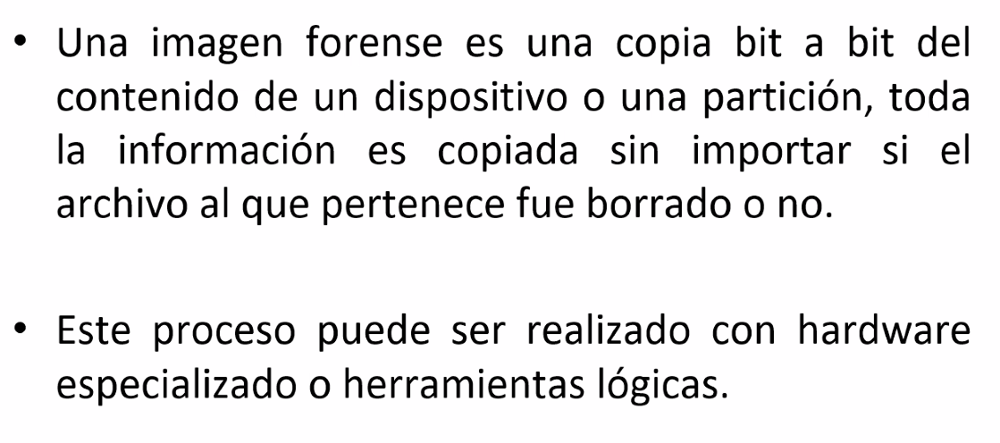 • Una imagen forense es una copia bit a bit del
contenido de un dispositivo o una partición, toda
la información es copiada sin importar si el
archivo al que pertenece fue borrado o no.
• Este proceso puede ser realizado con hardware
especializado o herramientas lógicas.